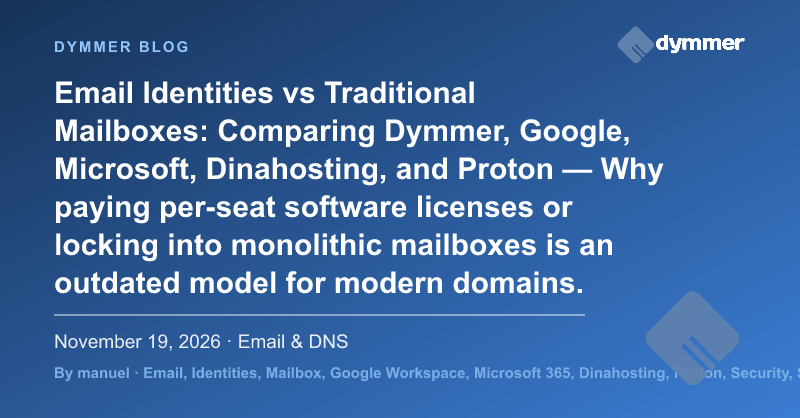 DYMMER BLOG
dymmer
Email Identities vs Traditional
Mailboxes: Comparing Dymmer, Google,
Microsoft, Dinahosting, and Proton — Why
paying per-seat software licenses or
locking into monolithic mailboxes is an
outdated model for modern domains.
November 19, 2026 · Email & DNS
By manuel · Email, Identities, Mailbox, Google Workspace, Microsoft 365, Dinahosting, Proton, Security,